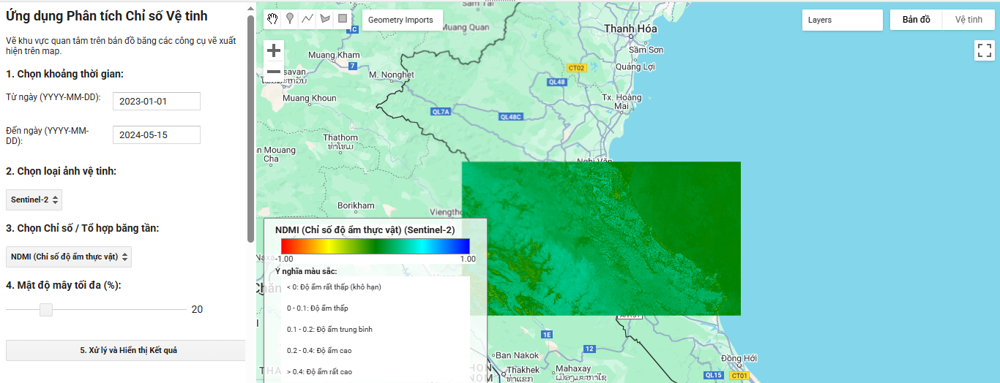 Ứng dụng Phân tích Chỉ số Vệ tinh
Vẽ khu vực quan tâm trên bản đồ bằng các công cụ vẽ xuất
hiện trên map.
1. Chọn khoảng thời gian:
Từ ngày (YYYY-MM-DD):
2023-01-01
Đến ngày (YYYY-MM-
DD):
2024-05-15
2. Chọn loại ảnh vệ tinh:
Sentinel-2
3. Chọn Chỉ số / Tổ hợp băng tần:
NDMI (Chỉ số độ ẩm thực vật)
4. Mật độ mây tối đa (%):
20
5. Xử lý và Hiển thị Kết quả
Geometry Imports
Layers
Bản đồ
Vệ tinh
Muang Quan
Thanh Hóa
Sầm Sơn
Quảng Lợi
Muang Kham
7
M. Nonghet
CT02
QL48
Muang Khoun
Tx. Hoàng
Mai
QL7A
QL48C
Thathom
ท่าโทม
Mouang
Cha
Borikham
NDMI (Chỉ số độ ẩm thực vật) (Sentinel-2)
-1.00
1.00
Ý nghĩa màu sắc:
< 0: Độ ẩm rất thấp (khô hạn)
0 - 0.1: Độ ẩm thấp
0.1 - 0.2: Độ ẩm trung bình
0.2 - 0.4: Độ ẩm cao
> 0.4: Độ ẩm rất cao
1E
12
Ban Nakok
Thakhek
Mahaxay
Đồng Hới
QL15
CT01